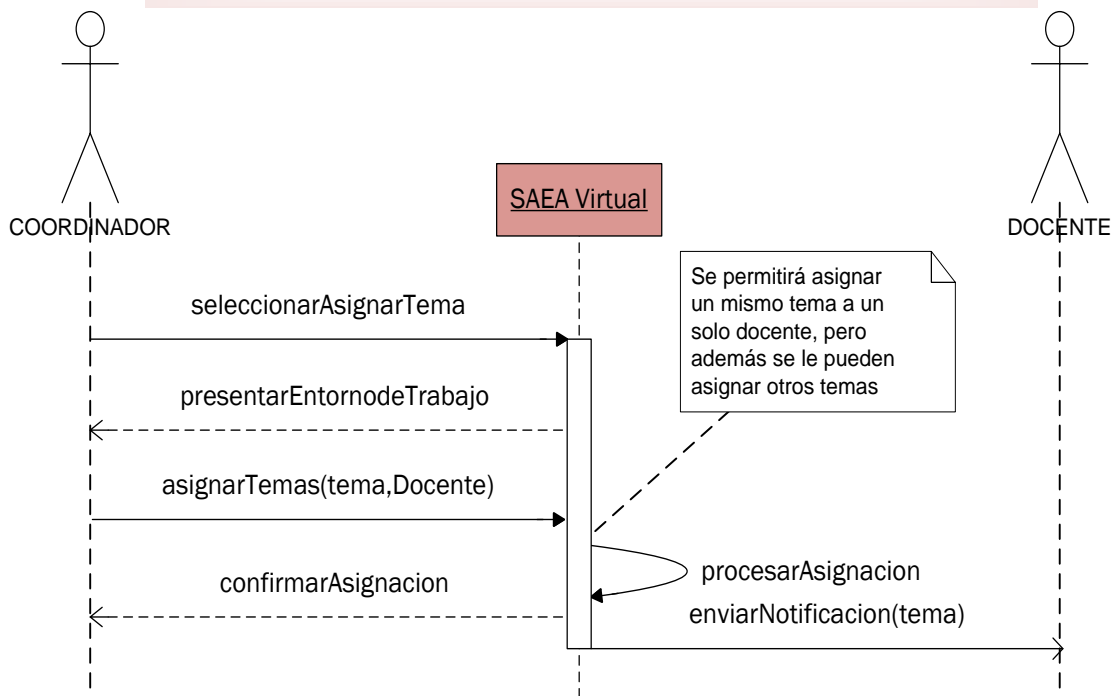 COORDINADOR
SAEA Virtual
DOCENTE
Se permitirá asignar
un mismo tema a un
solo docente, pero
además se le pueden
asignar otros temas
seleccionarAsignarTema
presentarEntornodeTrabajo
asignarTemas(tema,Docente)
procesarAsignacion
confirmarAsignacion
enviarNotificacion(tema)